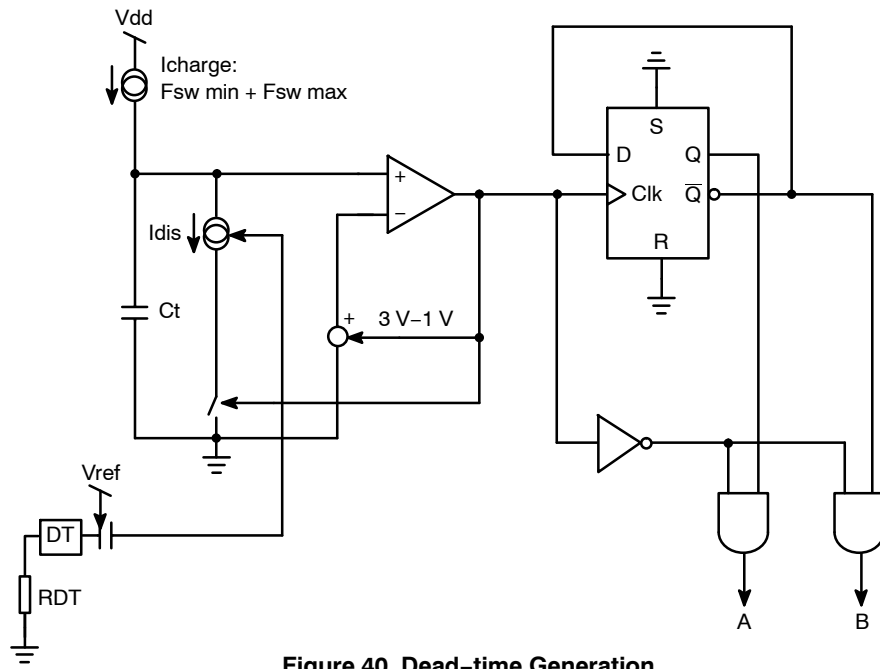 Vdd
Icharge:
Fsw min + Fsw max
S
D
Q
+
Clk
Q̅
−
Idis
R
Ct
+
3 V−1 V
Vref
DT
RDT
A
B
Figure 40. Dead−time Generation